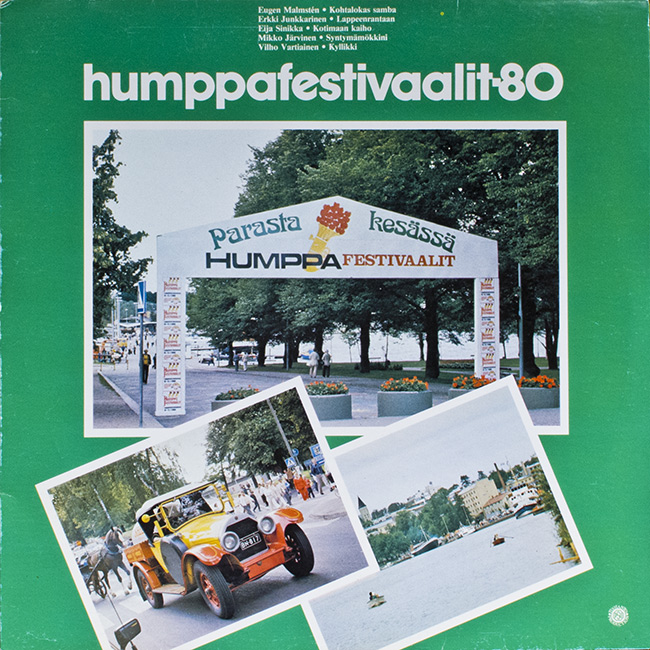 Eugen Malmstén • Kohtalokas samba
Erkki Junkkarinen • Lappeenrantaan
Eija Sinikka • Kotimaan kaiho
Mikko Järvinen • Syntymämökkini
Vilho Vartiainen • Kyllikki
humppafestivaalit-80
Parasta kesässä
HUMPPA FESTIVAALIT